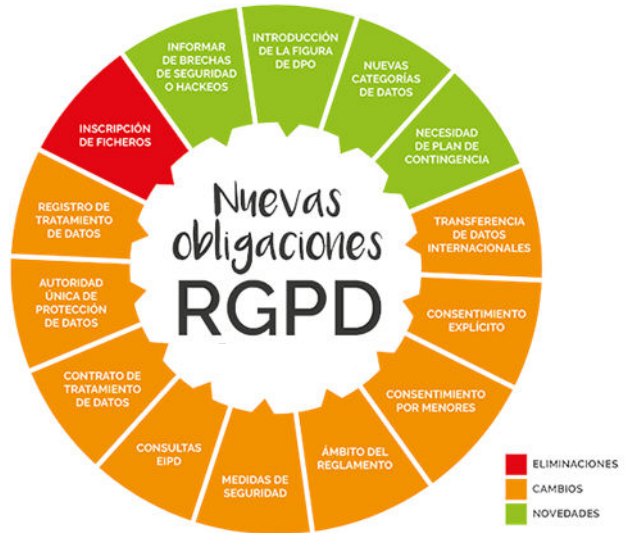 INFORMAR
DE BRECHAS
DE SEGURIDAD
O HACKEOS
INTRODUCCIÓN
DE LA FIGURA
DE DPO
NUEVAS
CATEGORÍAS
DE DATOS
NECESIDAD
DE PLAN DE
CONTINGENCIA
INSCRIPCIÓN
DE FICHEROS
Nuevas
obligaciones
RGPD
REGISTRO DE
TRATAMIENTO
DE DATOS
TRANSFERENCIA
DE DATOS
INTERNACIONALES
AUTORIDAD
ÚNICA DE
PROTECCIÓN
DE DATOS
CONSENTIMIENTO
EXPLÍCITO
CONTRATO DE
TRATAMIENTO
DE DATOS
CONSENTIMIENTO
POR MENORES
CONSULTAS
EIPD
MEDIDAS DE
SEGURIDAD
ÁMBITO DEL
REGLAMENTO
ELIMINACIONES
CAMBIOS
NOVEDADES